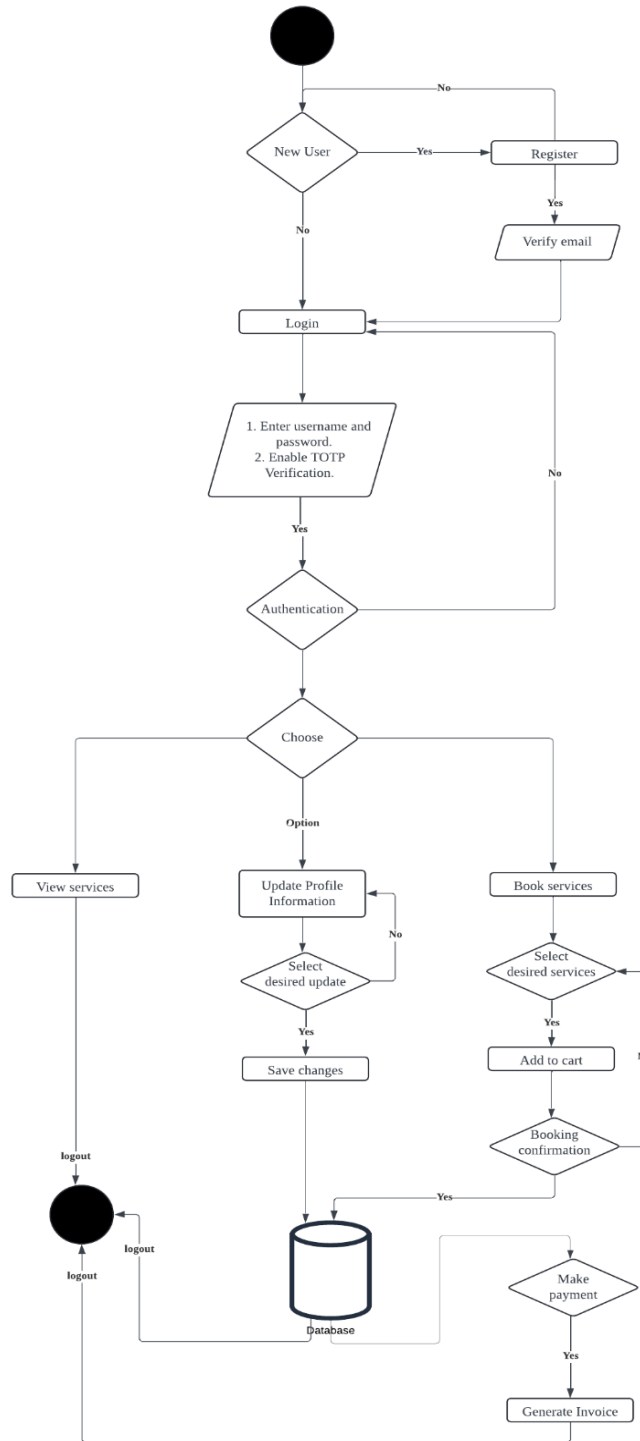 No
New User
Yes
Register
Yes
No
Verify email
Login
1. Enter username and
password.
2. Enable TOTP
Verification.
No
Yes
Authentication
Choose
Option
View services
Update Profile
Information
Book services
No
Select
desired update
Select
desired services
Yes
Yes
Save changes
Add to cart
Booking
confirmation
logout
Yes
logout
logout
Make
payment
Database
Yes
Generate Invoice